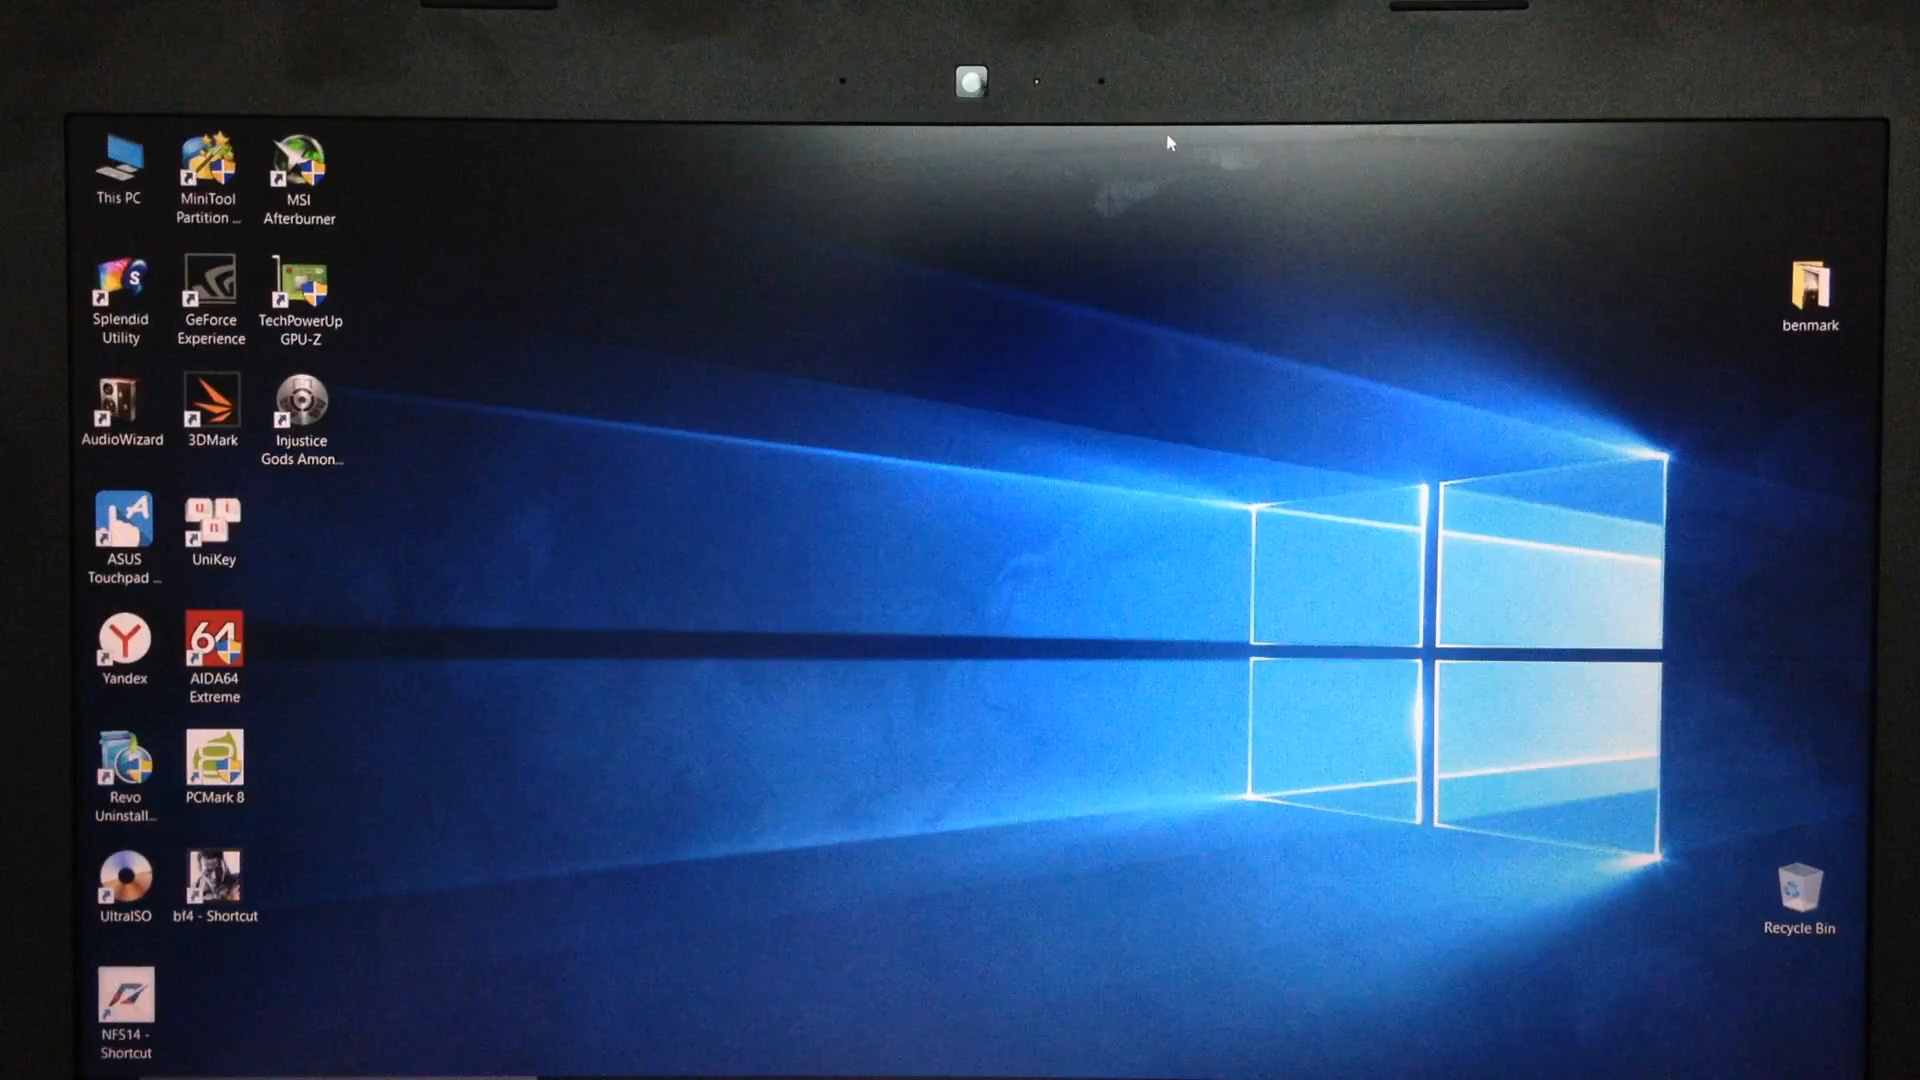 This PC
MiniTool
Partition ...
MSI
Afterburner
S
Splendid
Utility
GeForce
Experience
TechPowerUp
GPU-Z
benmark
AudioWizard
3DMark
Injustice
Gods Amon...
A
ASUS
Touchpad ...
u i
n
UniKey
Y
Yandex
64
AIDA64
Extreme
Revo
Uninstall...
PCMark 8
UltraISO
bf4 - Shortcut
Recycle Bin
NFS14 -
Shortcut